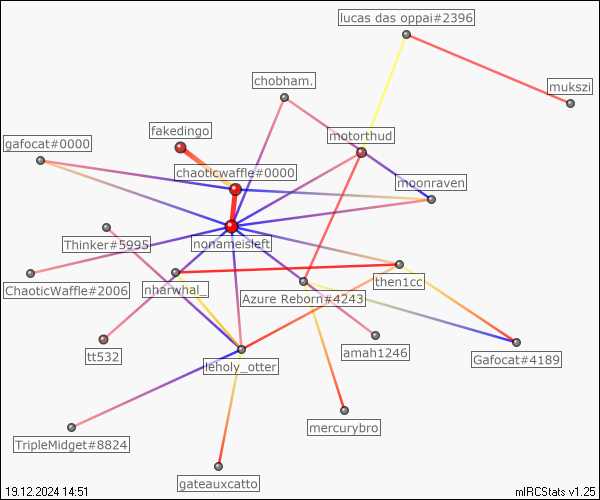 lucas das oppai#2396
chobham.
mukszi
fakedingo
motorthud
gafocat#0000
chaoticwaffle#0000
moonraven
Thinker#5995
nonameisleft
ChaoticWaffle#2006
nharwhal_
then1cc
Azure Reborn#4243
tt532
leholy_otter
amah1246
Gafocat#4189
mercurybro
TripleMidget#8824
gateauxcatto
19.12.2024 14:51
mIRCStats v1.25